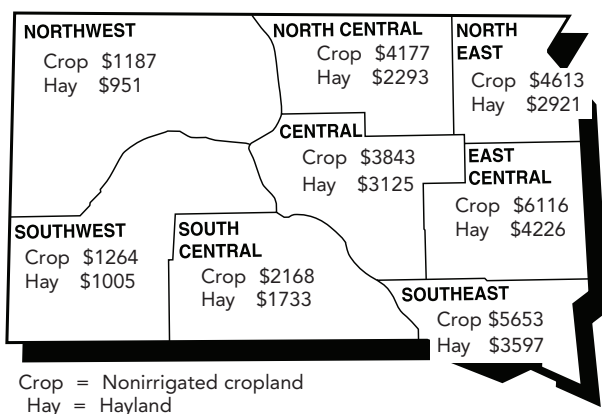 NORTHWEST
Crop $1187
Hay $951
NORTH CENTRAL
Crop $4177
Hay $2293
NORTH
EAST
Crop $4613
Hay $2921
CENTRAL
Crop $3843
Hay $3125
EAST
CENTRAL
Crop $6116
Hay $4226
SOUTHWEST
Crop $1264
Hay $1005
SOUTH
CENTRAL
Crop $2168
Hay $1733
SOUTHEAST
Crop $5653
Hay $3597
Crop = Nonirrigated cropland
Hay = Hayland